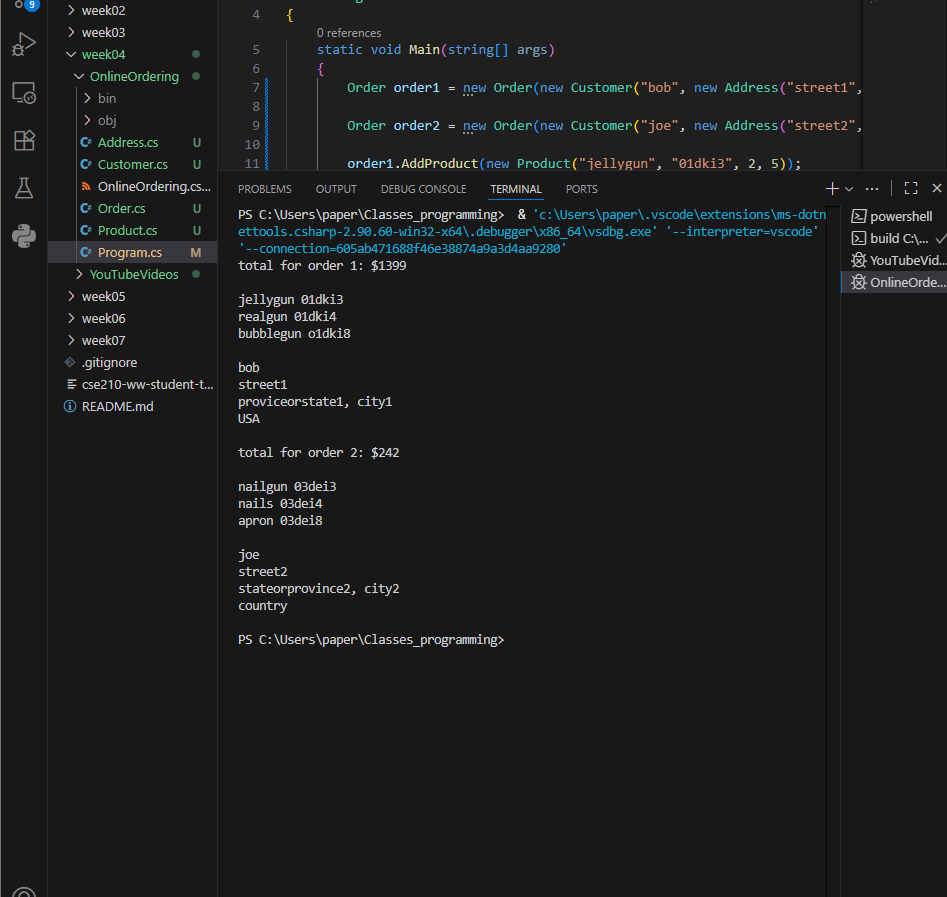 9
week02
week03
week04
OnlineOrdering
bin
obj
Address.cs U
Customer.cs U
OnlineOrdering.cs...
Order.cs U
Product.cs U
Program.cs M
YouTubeVideos
week05
week06
week07
.gitignore
cse210-ww-student-t...
README.md
4 {
0 references
5 static void Main(string[] args)
6 {
7 Order order1 = new Order(new Customer("bob", new Address("street1",
8
9 Order order2 = new Order(new Customer("joe", new Address("street2",
10
11 order1.AddProduct(new Product("jellygun", "01dki3", 2, 5));
PROBLEMS OUTPUT DEBUG CONSOLE TERMINAL PORTS
PS C:\Users\paper\Classes_programming> & 'c:\Users\paper\.vscode\extensions\ms-dotn
ettools.csharp-2.90.60-win32-x64\.debugger\x86_64\vsdbg.exe' '--interpreter=vscode'
'--connection=605ab471688f46e38874a9a3d4aa9280'
total for order 1: $1399
jellygun 01dki3
realgun 01dki4
bubblegun o1dki8
bob
street1
proviceorstate1, city1
USA
total for order 2: $242
nailgun 03dei3
nails 03dei4
apron 03dei8
joe
street2
stateorprovince2, city2
country
PS C:\Users\paper\Classes_programming>
powershell
build C:\...
YouTubeVid...
OnlineOrde...